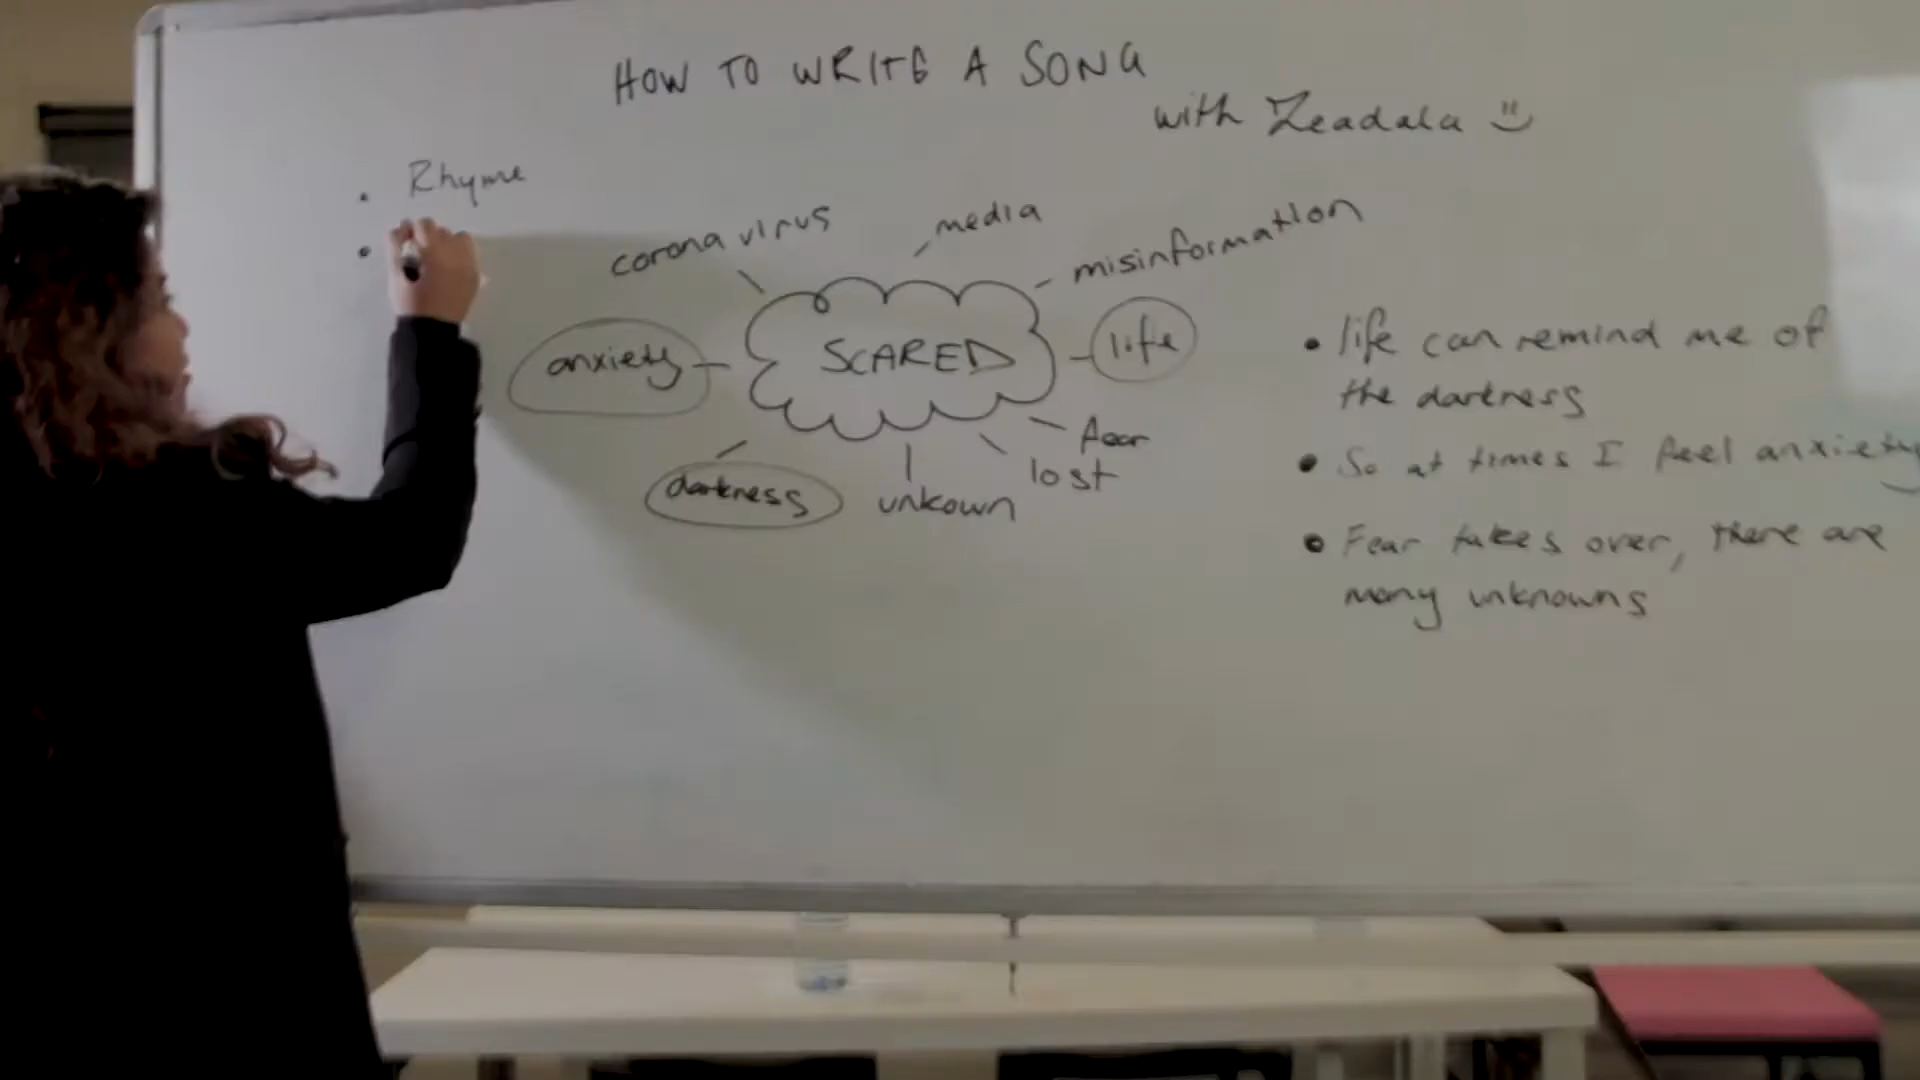 HOW TO WRITE A SONG
with Zeadala
• Rhyme
•
corona virus
media
misinformation
anxiety
SCARED
life
darkness
unkown
lost
fear
• life can remind me of
the darkness
• So at times I feel anxiety
• Fear takes over, there are
many unknowns